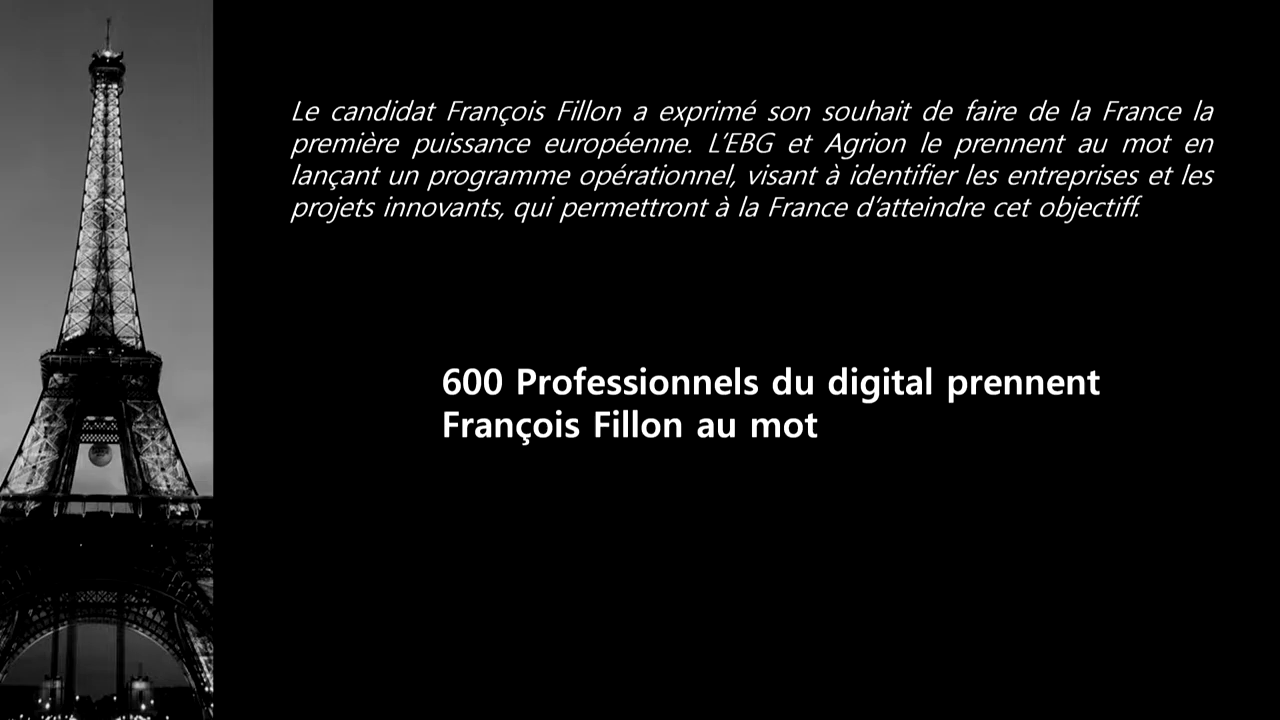 Le candidat François Fillon a exprimé son souhait de faire de la France la
première puissance européenne. L’EBG et Agrion le prennent au mot en
lançant un programme opérationnel, visant à identifier les entreprises et les
projets innovants, qui permettront à la France d’atteindre cet objectif.
600 Professionnels du digital prennent
François Fillon au mot